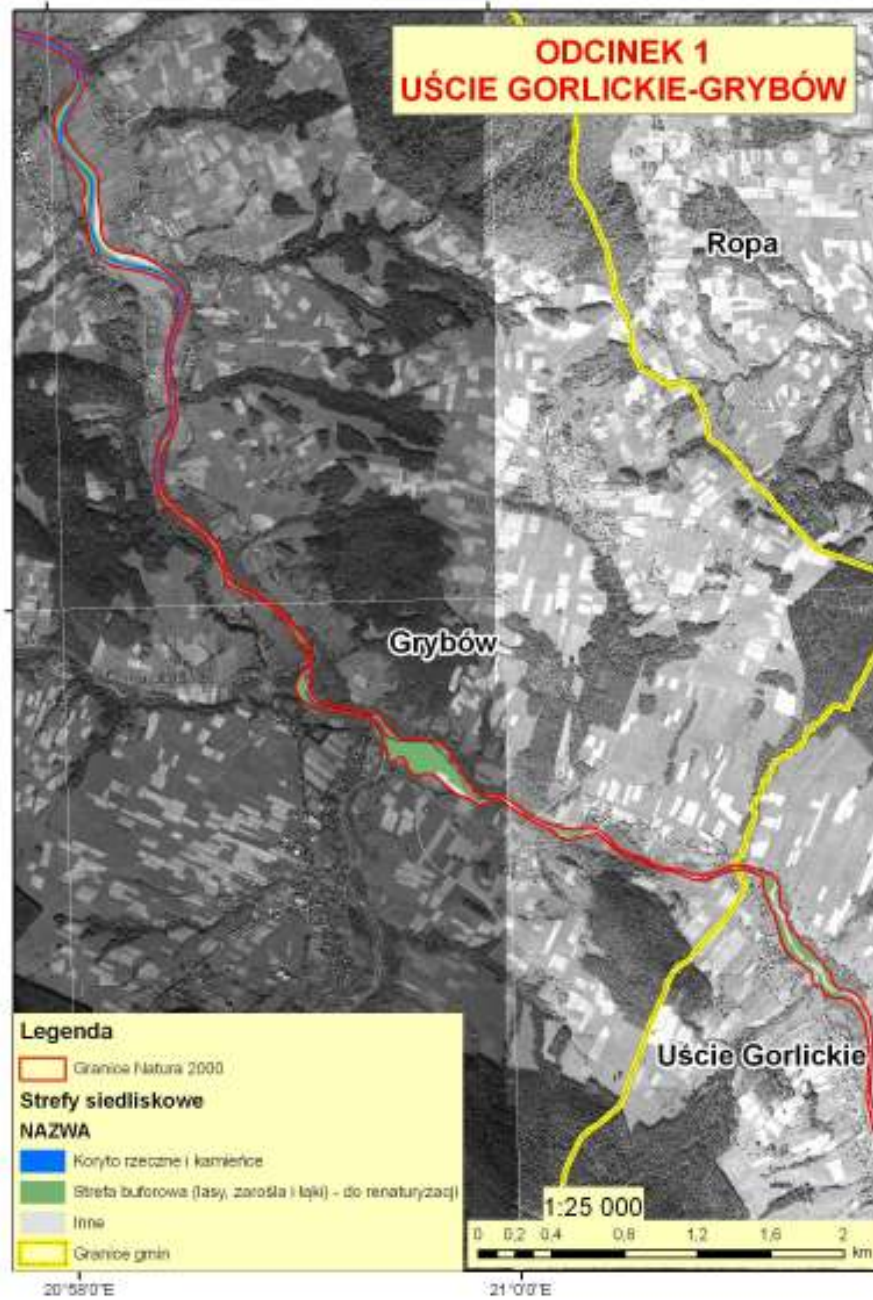 ODCINEK 1
UŚCIE GORLICKIE-GRYBÓW
Ropa
Grybów
Uście Gorlickie
Legenda
Granice Natura 2000
Strefy siedliskowe
NAZWA
Koryto rzeczne i kamieńce
Strefa buforowa (lasy, zarośla i łąki) - do renaturyzacji
Inne
Granice gmin
1:25 000
0 0,2 0,4 0,8 1,2 1,6 2
km
20°58'0"E 21°0'0"E